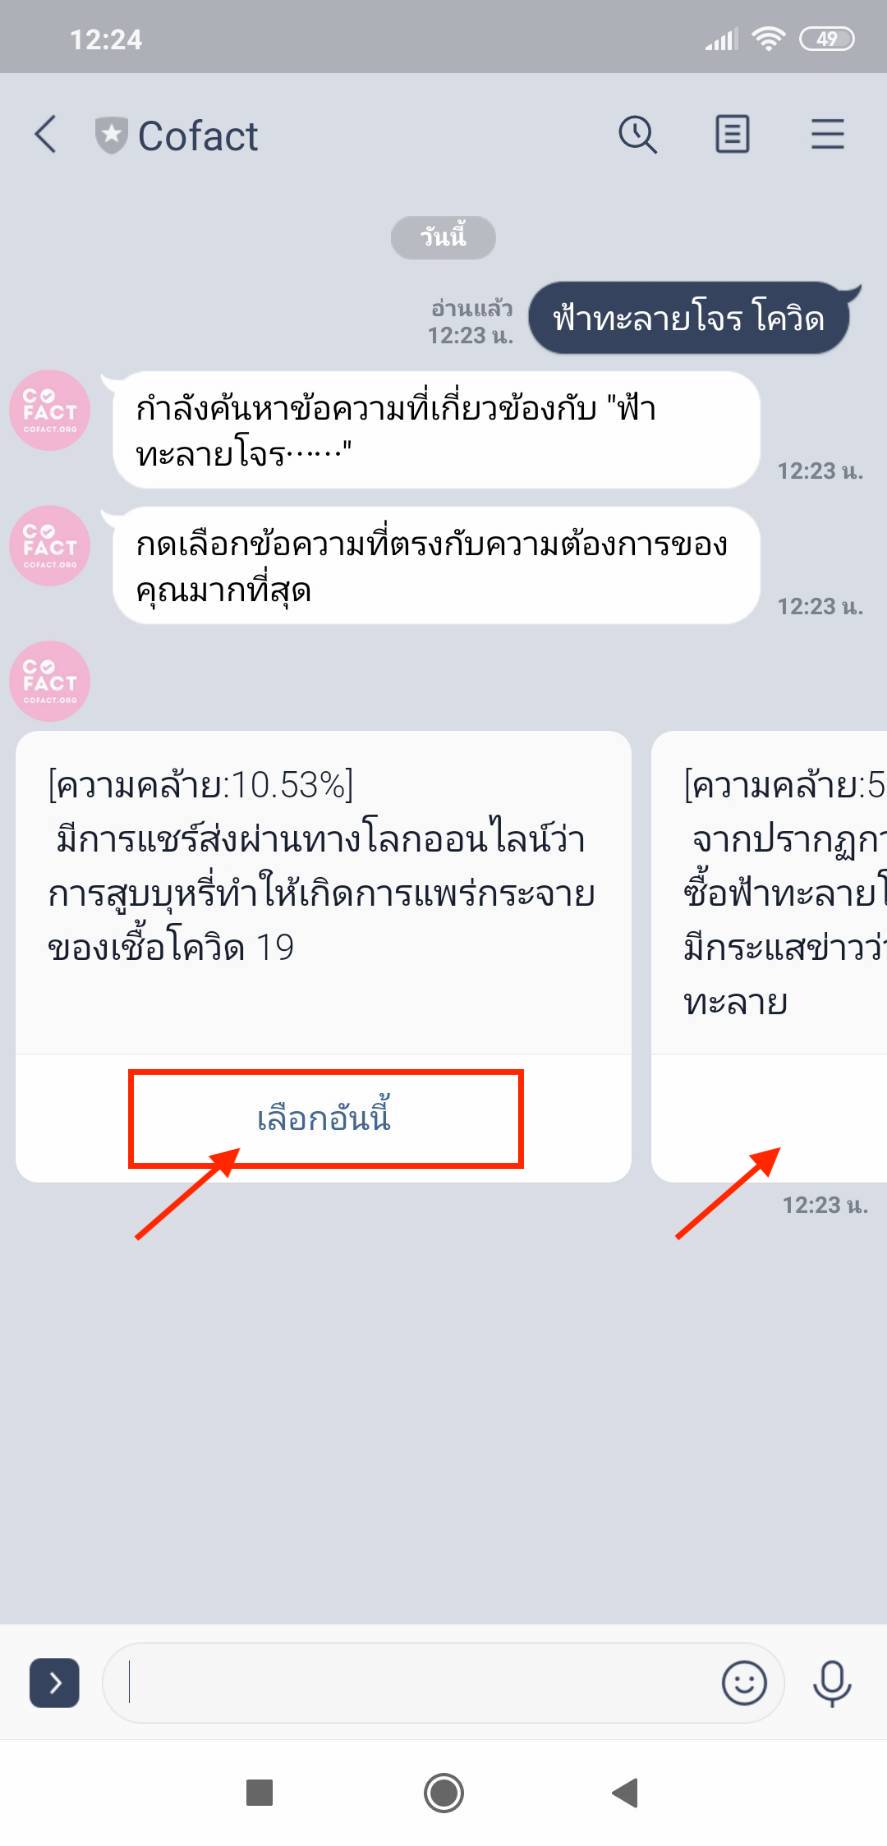 12:24
49
Cofact
วันนี้
อ่านแล้ว
12:23 น.
ฟ้าทะลายโจร โควิด
CO
FACT
COFACT.ORG
กำลังค้นหาข้อความที่เกี่ยวข้องกับ "ฟ้า
ทะลายโจร……"
12:23 น.
CO
FACT
COFACT.ORG
กดเลือกข้อความที่ตรงกับความต้องการของ
คุณมากที่สุด
12:23 น.
CO
FACT
COFACT.ORG
[ความคล้าย:10.53%]
มีการแชร์ส่งผ่านทางโลกออนไลน์ว่า
การสูบบุหรี่ทำให้เกิดการแพร่กระจาย
ของเชื้อโควิด 19
เลือกอันนี้
[ความคล้าย:5
จากปรากฏกา
ซื้อฟ้าทะลายโ
มีกระแสข่าวว่า
ทะลาย
12:23 น.